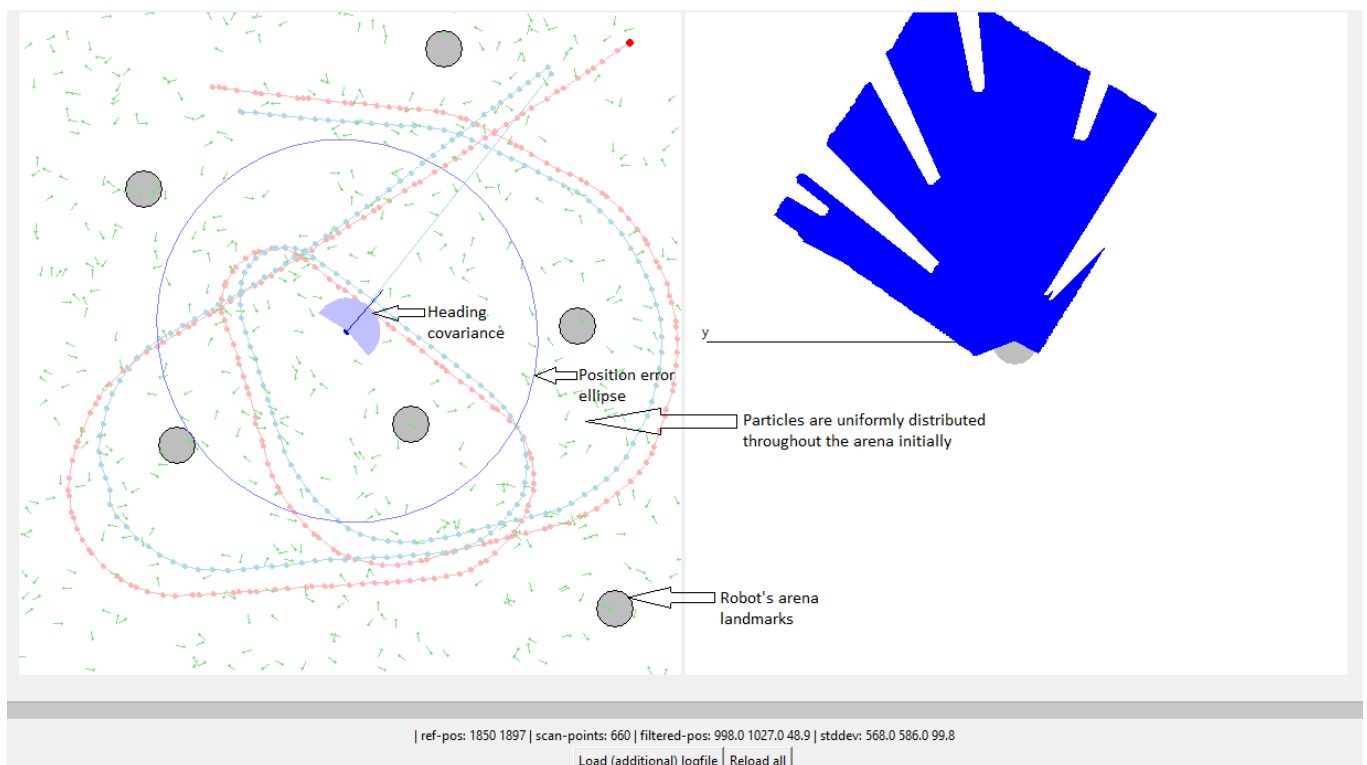 Heading
covariance
y
Position error
ellipse
Particles are uniformly distributed
throughout the arena initially
Robot's arena
landmarks
| ref-pos: 1850 1897 | scan-points: 660 | filtered-pos: 998.0 1027.0 48.9 | stddev: 568.0 586.0 99.8
Load (additional) logfile Reload all